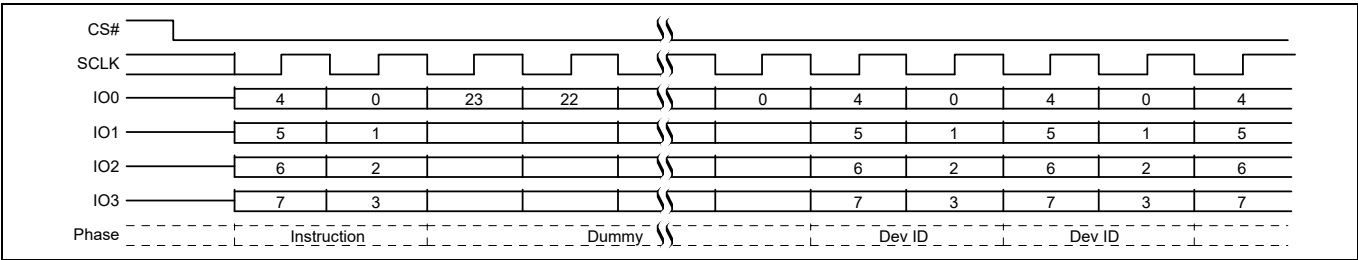 CS#
SCLK
IO0 4 0 23 22 0 4 0 4 0 4
IO1 5 1 5 1 5 1 5
IO2 6 2 6 2 6 2 6
IO3 7 3 7 3 7 3 7
Phase Instruction Dummy Dev ID Dev ID